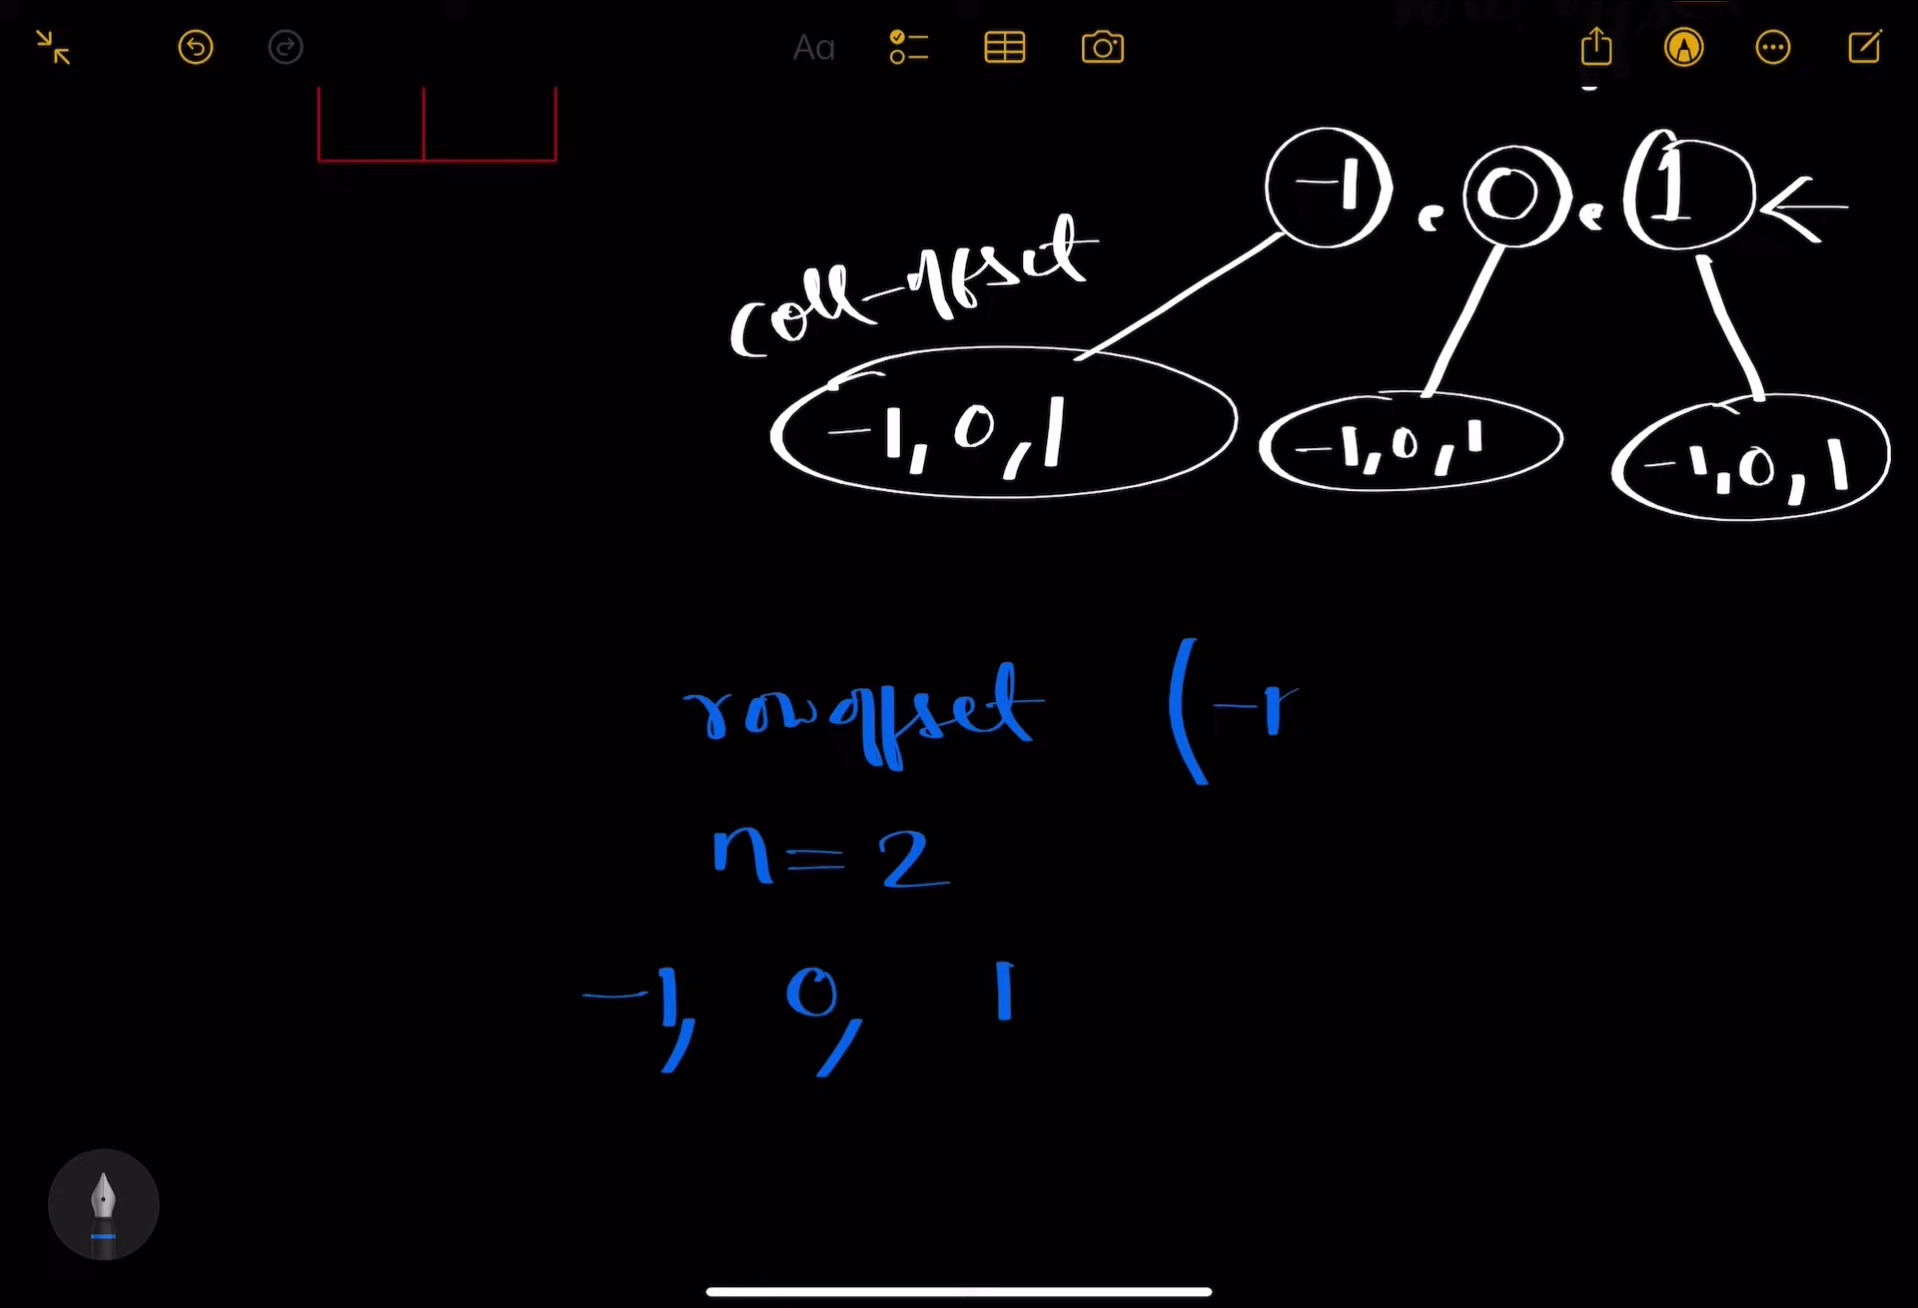 Aa
-1, 0, 1
coll-offset
-1, 0, 1
-1, 0, 1
-1, 0, 1
rowoffset (-1
n=2
-1, 0, 1